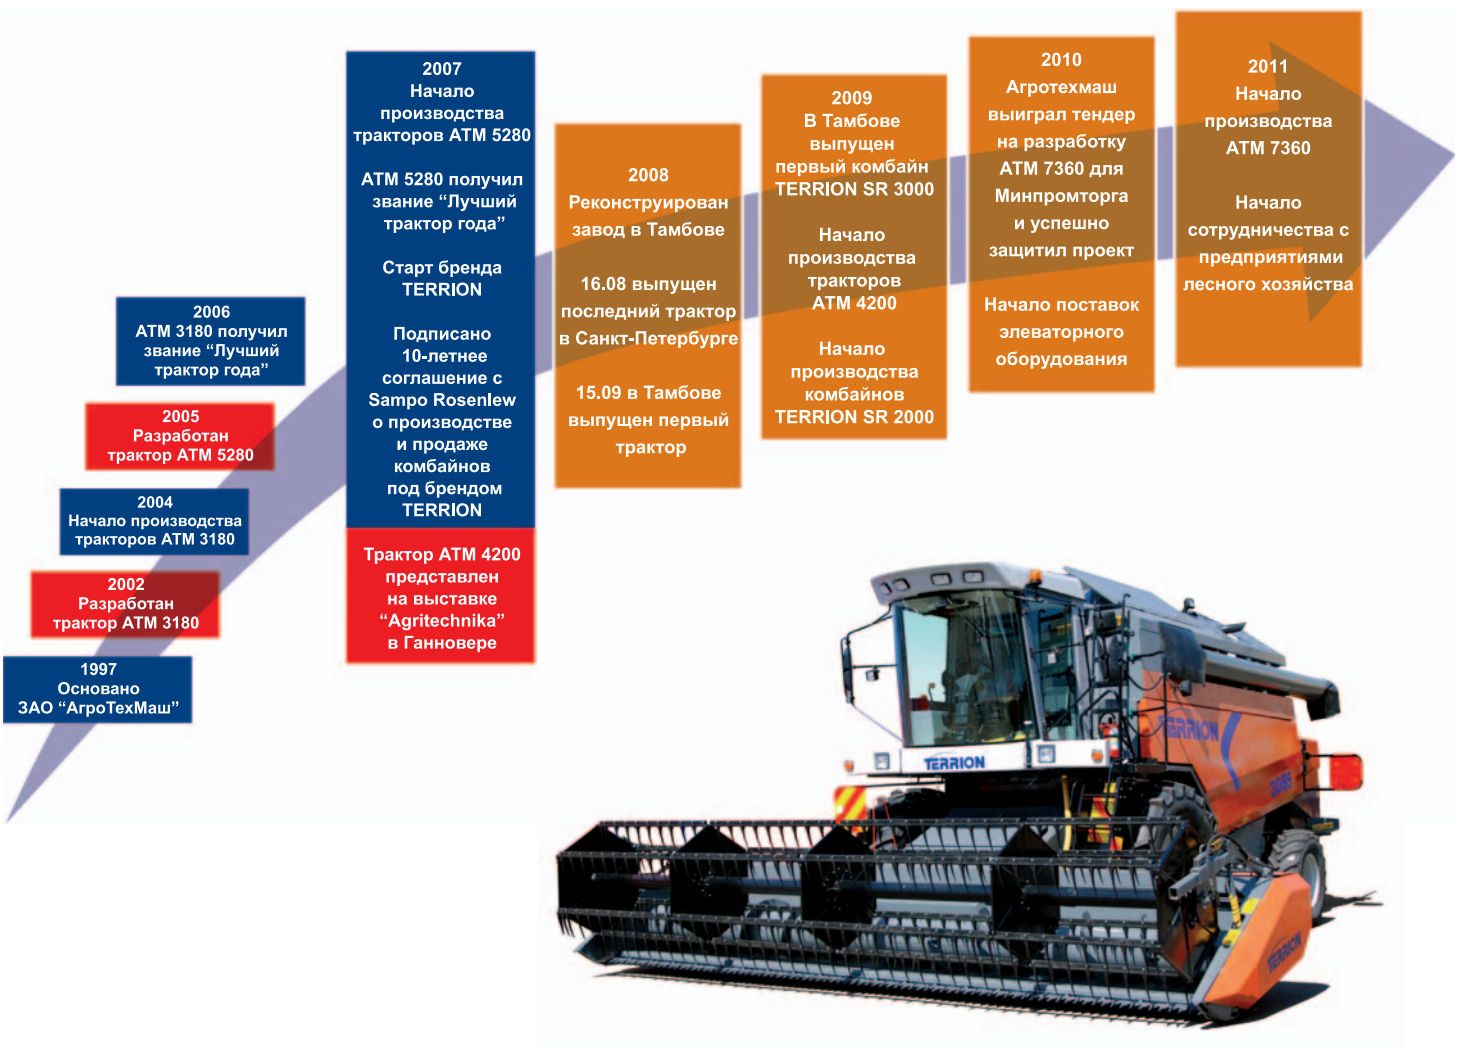 1997
Основано
ЗАО “АгроТехМаш”
2002
Разработан
трактор АТМ 3180
2004
Начало производства
тракторов АТМ 3180
2005
Разработан
трактор АТМ 5280
2006
АТМ 3180 получил
звание “Лучший
трактор года”
2007
Начало
производства
тракторов АТМ 5280
АТМ 5280 получил
звание “Лучший
трактор года”
Старт бренда
TERRION
Подписано
10-летнее
соглашение с
Sampo Rosenlew
о производстве
и продаже
комбайнов
под брендом
TERRION
Трактор АТМ 4200
представлен
на выставке
“Agritechnika”
в Ганновере
2008
Реконструирован
завод в Тамбове
16.08 выпущен
последний трактор
в Санкт-Петербурге
15.09 в Тамбове
выпущен первый
трактор
2009
В Тамбове
выпущен
первый комбайн
TERRION SR 3000
Начало
производства
тракторов
АТМ 4200
Начало
производства
комбайнов
TERRION SR 2000
2010
Агротехмаш
выиграл тендер
на разработку
АТМ 7360 для
Минпромторга
и успешно
защитил проект
Начало поставок
элеваторного
оборудования
2011
Начало
производства
АТМ 7360
Начало
сотрудничества с
предприятиями
лесного хозяйства
TERRION
TERRION
3085
TERRION